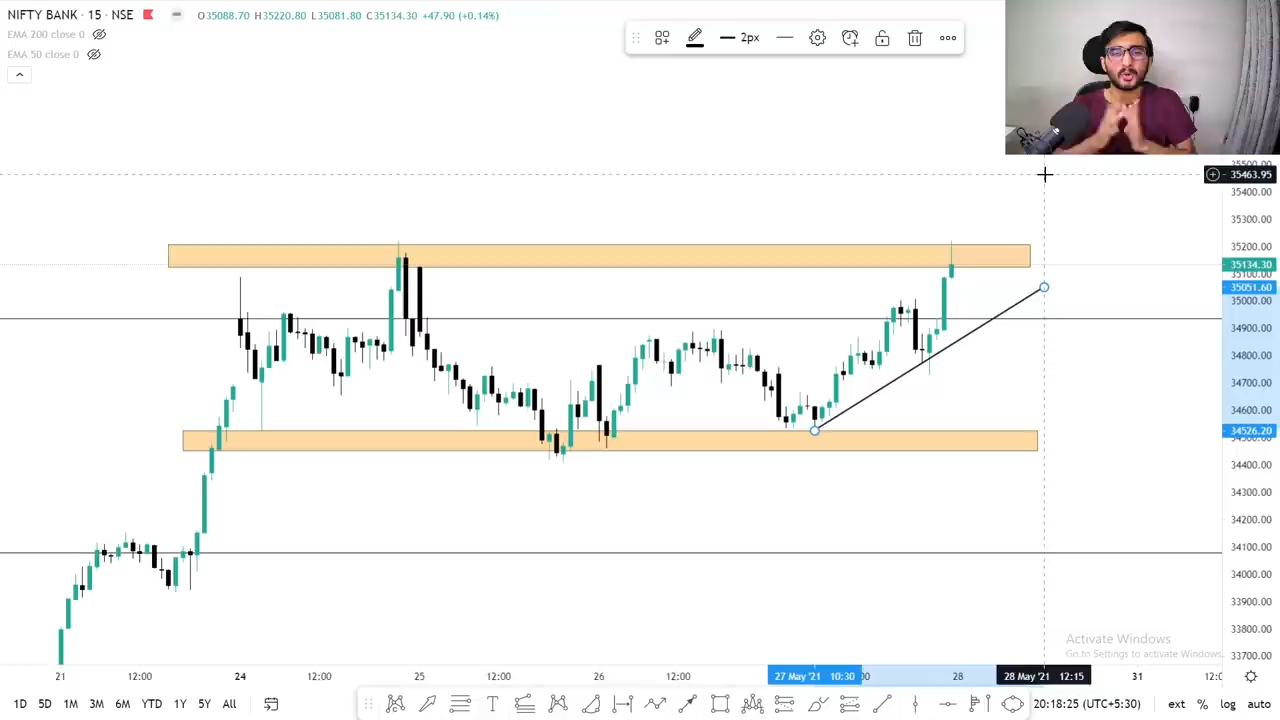 NIFTY BANK · 15 · NSE
O35088.70 H35220.80 L35081.80 C35134.30 +47.90 (+0.14%)
EMA 200 close 0
EMA 50 close 0
2px
35500.00
35463.95
35400.00
35300.00
35200.00
35134.30
35100.00
35051.60
35000.00
34900.00
34800.00
34700.00
34600.00
34526.20
34500.00
34400.00
34300.00
34200.00
34100.00
34000.00
33900.00
33800.00
33700.00
Activate Windows
Go to Settings to activate Windows.
21 12:00 24 12:00 25 12:00 26 12:00 27 May '21 10:30 28 28 May '21 12:15 31
1D 5D 1M 3M 6M YTD 1Y 5Y All
20:18:25 (UTC+5:30) ext % log auto